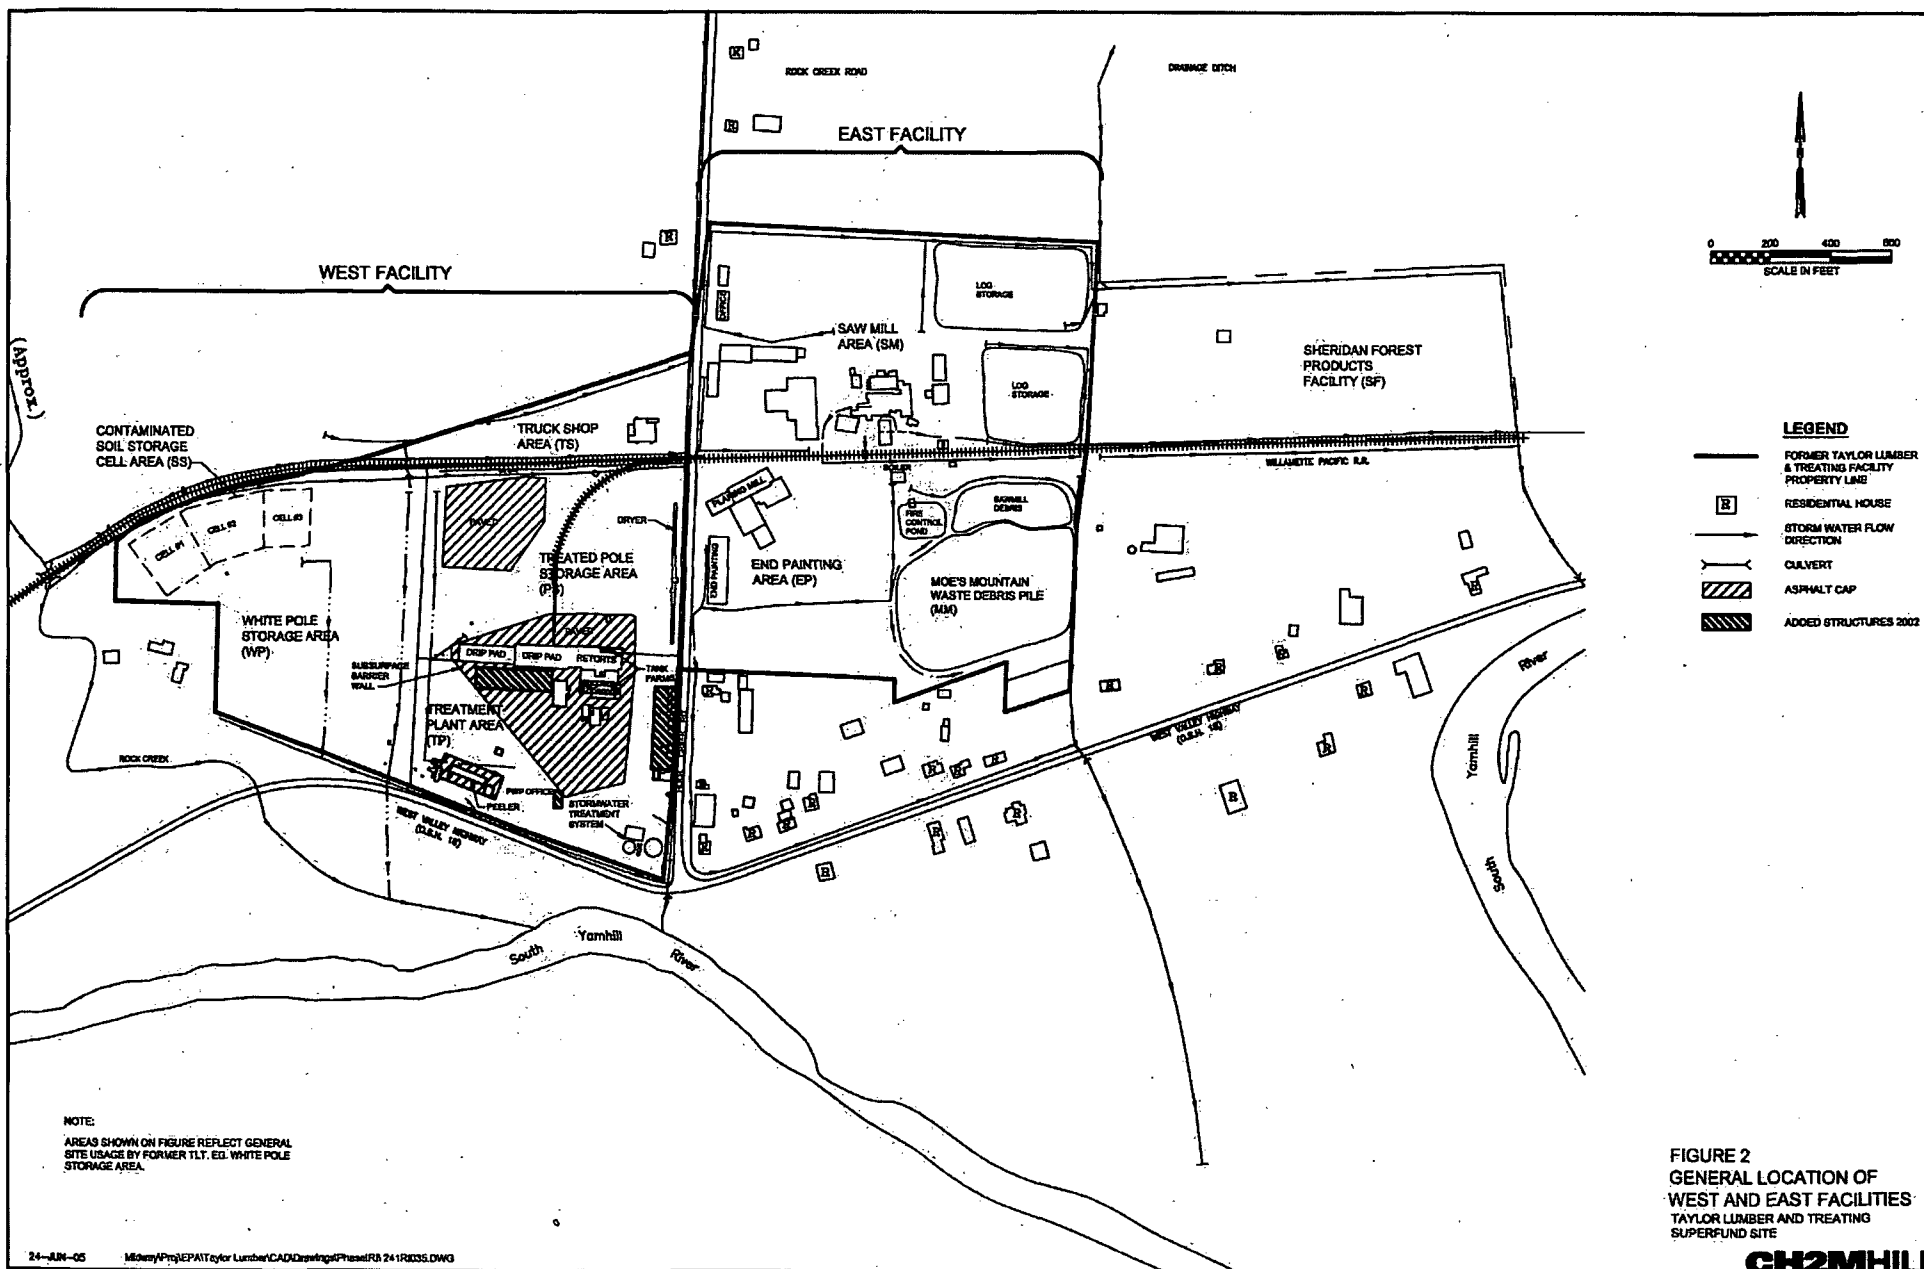 ROCK CREEK ROAD
DRAINAGE DITCH
EAST FACILITY
WEST FACILITY
(Approx.)
0 200 400 600
SCALE IN FEET
R
R
R
OFFICE
LOG
STORAGE
SAW MILL
AREA (SM)
LOG
STORAGE
SHERIDAN FOREST
PRODUCTS
FACILITY (SF)
CONTAMINATED
SOIL STORAGE
CELL AREA (SS)
TRUCK SHOP
AREA (TS)
WILLAMETTE PACIFIC R.R.
BOILER
PLANING MILL
SAWMILL
DEBRIS
FIRE
CONTROL
POND
CELL #1
CELL #2
CELL #3
PAVED
DRYER
TREATED POLE
STORAGE AREA
(PS)
END PAINTING
END PAINTING
AREA (EP)
MOE'S MOUNTAIN
WASTE DEBRIS PILE
(MM)
WHITE POLE
STORAGE AREA
(WP)
PAVED
DRIP PAD
DRIP PAD
RETORTS
SUBSURFACE
BARRIER
WALL
TANK
FARM
TREATMENT
PLANT AREA
(TP)
ROCK CREEK
PWP OFFICE
PEELER
STORMWATER
TREATMENT
SYSTEM
WEST VALLEY HIGHWAY
(O.S.H. 18)
WEST VALLEY HIGHWAY
(O.S.H. 18)
R
R
R
R
R
R
R
R
R
R
South Yamhill River
River
Yamhill
South
LEGEND
FORMER TAYLOR LUMBER
& TREATING FACILITY
PROPERTY LINE
R
RESIDENTIAL HOUSE
STORM WATER FLOW
DIRECTION
CULVERT
ASPHALT CAP
ADDED STRUCTURES 2002
NOTE:
AREAS SHOWN ON FIGURE REFLECT GENERAL
SITE USAGE BY FORMER TLT. EG. WHITE POLE
STORAGE AREA.
FIGURE 2
GENERAL LOCATION OF
WEST AND EAST FACILITIES
TAYLOR LUMBER AND TREATING
SUPERFUND SITE
CH2MHILL
24-JUN-05